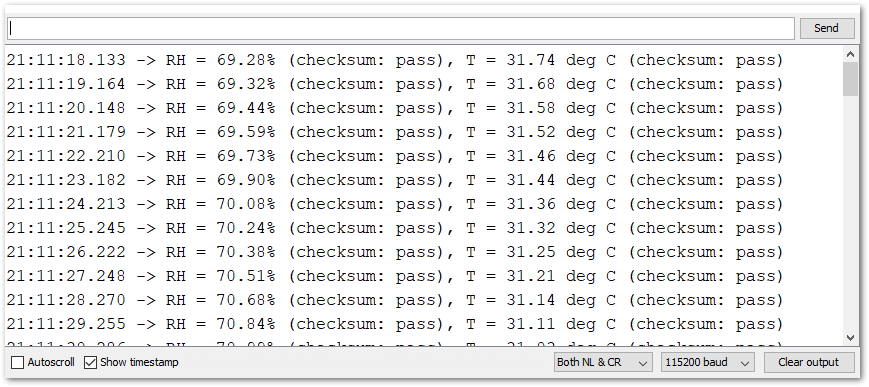 Send
21:11:18.133 -> RH = 69.28% (checksum: pass), T = 31.74 deg C (checksum: pass)
21:11:19.164 -> RH = 69.32% (checksum: pass), T = 31.68 deg C (checksum: pass)
21:11:20.148 -> RH = 69.44% (checksum: pass), T = 31.58 deg C (checksum: pass)
21:11:21.179 -> RH = 69.59% (checksum: pass), T = 31.52 deg C (checksum: pass)
21:11:22.210 -> RH = 69.73% (checksum: pass), T = 31.46 deg C (checksum: pass)
21:11:23.182 -> RH = 69.90% (checksum: pass), T = 31.44 deg C (checksum: pass)
21:11:24.213 -> RH = 70.08% (checksum: pass), T = 31.36 deg C (checksum: pass)
21:11:25.245 -> RH = 70.24% (checksum: pass), T = 31.32 deg C (checksum: pass)
21:11:26.222 -> RH = 70.38% (checksum: pass), T = 31.25 deg C (checksum: pass)
21:11:27.248 -> RH = 70.51% (checksum: pass), T = 31.21 deg C (checksum: pass)
21:11:28.270 -> RH = 70.68% (checksum: pass), T = 31.14 deg C (checksum: pass)
21:11:29.255 -> RH = 70.84% (checksum: pass), T = 31.11 deg C (checksum: pass)
Autoscroll Show timestamp Both NL & CR 115200 baud Clear output